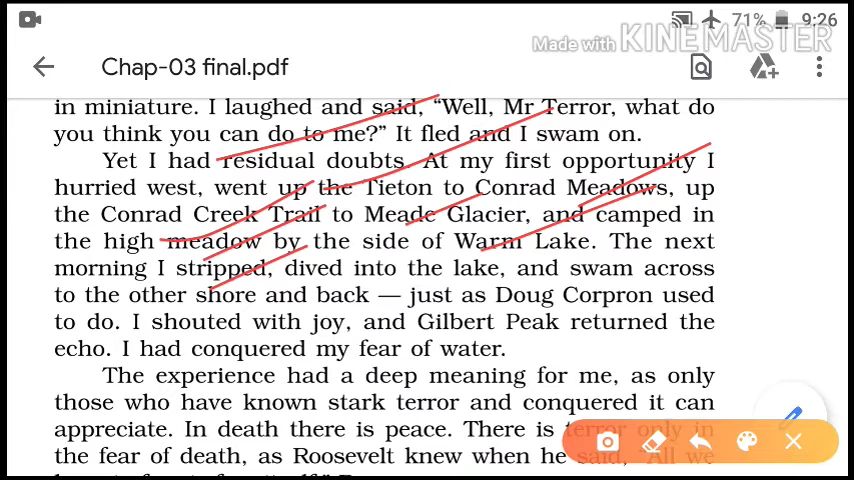 71% 9:26
Made with KINEMASTER
Chap-03 final.pdf
in miniature. I laughed and said, “Well, Mr Terror, what do
you think you can do to me?” It fled and I swam on.
Yet I had residual doubts. At my first opportunity I
hurried west, went up the Tieton to Conrad Meadows, up
the Conrad Creek Trail to Meade Glacier, and camped in
the high meadow by the side of Warm Lake. The next
morning I stripped, dived into the lake, and swam across
to the other shore and back — just as Doug Corpron used
to do. I shouted with joy, and Gilbert Peak returned the
echo. I had conquered my fear of water.
The experience had a deep meaning for me, as only
those who have known stark terror and conquered it can
appreciate. In death there is peace. There is terror only in
the fear of death, as Roosevelt knew when he said, “All we